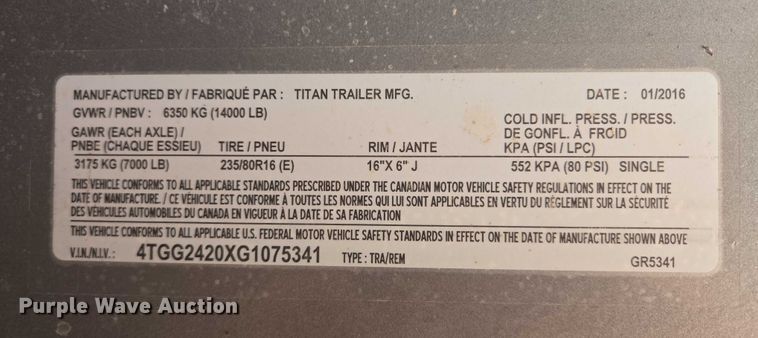 MANUFACTURED BY / FABRIQUÉ PAR : TITAN TRAILER MFG. DATE : 01/2016
GVWR / PNBV : 6350 KG (14000 LB)
COLD INFL. PRESS. / PRESS.
GAWR (EACH AXLE) / DE GONFL. À FROID
PNBE (CHAQUE ESSIEU) TIRE / PNEU RIM / JANTE KPA (PSI / LPC)
3175 KG (7000 LB) 235/80R16 (E) 16"X 6" J 552 KPA (80 PSI) SINGLE
THIS VEHICLE CONFORMS TO ALL APPLICABLE STANDARDS PRESCRIBED UNDER THE CANADIAN MOTOR VEHICLE SAFETY REGULATIONS IN EFFECT ON THE
DATE OF MANUFACTURE. / CE VÉHICULE EST CONFORME À TOUTES LES NORMES QUI LUI SONT APPLICABLES EN VERTU DU RÈGLEMENT SUR LA SÉCURITÉ
DES VÉHICULES AUTOMOBILES DU CANADA EN VIGUEUR À LA DATE DE SA FABRICATION
THIS VEHICLE CONFORMS TO ALL APPLICABLE U.S. FEDERAL MOTOR VEHICLE SAFETY STANDARDS IN EFFECT ON THE DATE OF MANUFACTURE SHOWN ABOVE
V.I.N./N.I.V.: 4TGG2420XG1075341 TYPE : TRA/REM GR5341
Purple Wave Auction